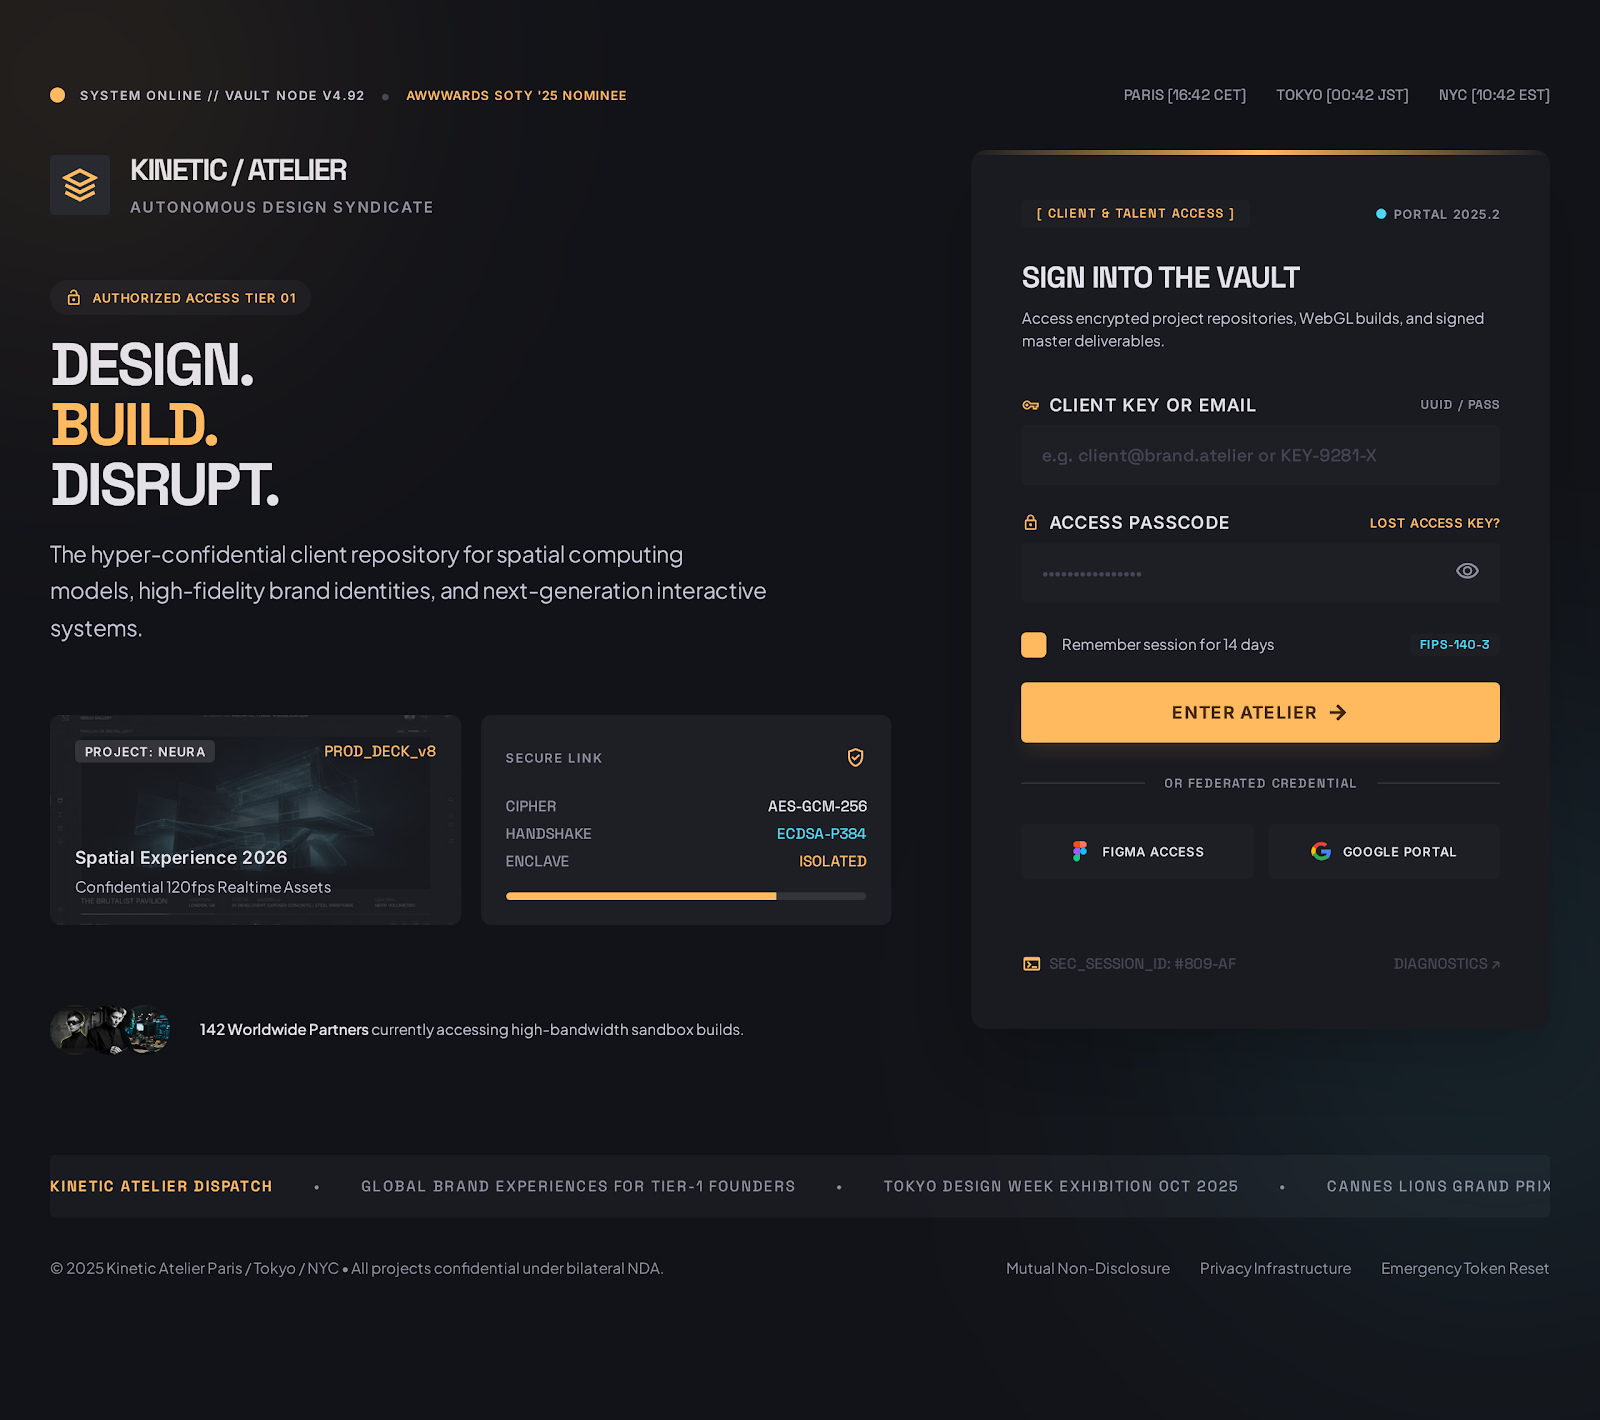 SYSTEM ONLINE // VAULT NODE V4.92 • AWWWARDS SOTY '25 NOMINEE
PARIS [16:42 CET] TOKYO [00:42 JST] NYC [10:42 EST]
KINETIC / ATELIER
AUTONOMOUS DESIGN SYNDICATE
AUTHORIZED ACCESS TIER 01
DESIGN.
BUILD.
DISRUPT.
The hyper-confidential client repository for spatial computing
models, high-fidelity brand identities, and next-generation interactive
systems.
PROJECT: NEURA PROD_DECK_v8
Spatial Experience 2026
Confidential 120fps Realtime Assets
THE BRUTALIST PAVILION
SECURE LINK
CIPHER AES-GCM-256
HANDSHAKE ECDSA-P384
ENCLAVE ISOLATED
142 Worldwide Partners currently accessing high-bandwidth sandbox builds.
[ CLIENT & TALENT ACCESS ] PORTAL 2025.2
SIGN INTO THE VAULT
Access encrypted project repositories, WebGL builds, and signed
master deliverables.
CLIENT KEY OR EMAIL UUID / PASS
e.g. client@brand.atelier or KEY-9281-X
ACCESS PASSCODE LOST ACCESS KEY?
••••••••••••••••
Remember session for 14 days FIPS-140-3
ENTER ATELIER →
OR FEDERATED CREDENTIAL
FIGMA ACCESS GOOGLE PORTAL
SEC_SESSION_ID: #809-AF DIAGNOSTICS ↗
KINETIC ATELIER DISPATCH • GLOBAL BRAND EXPERIENCES FOR TIER-1 FOUNDERS • TOKYO DESIGN WEEK EXHIBITION OCT 2025 • CANNES LIONS GRAND PRIX
© 2025 Kinetic Atelier Paris / Tokyo / NYC • All projects confidential under bilateral NDA.
Mutual Non-Disclosure Privacy Infrastructure Emergency Token Reset